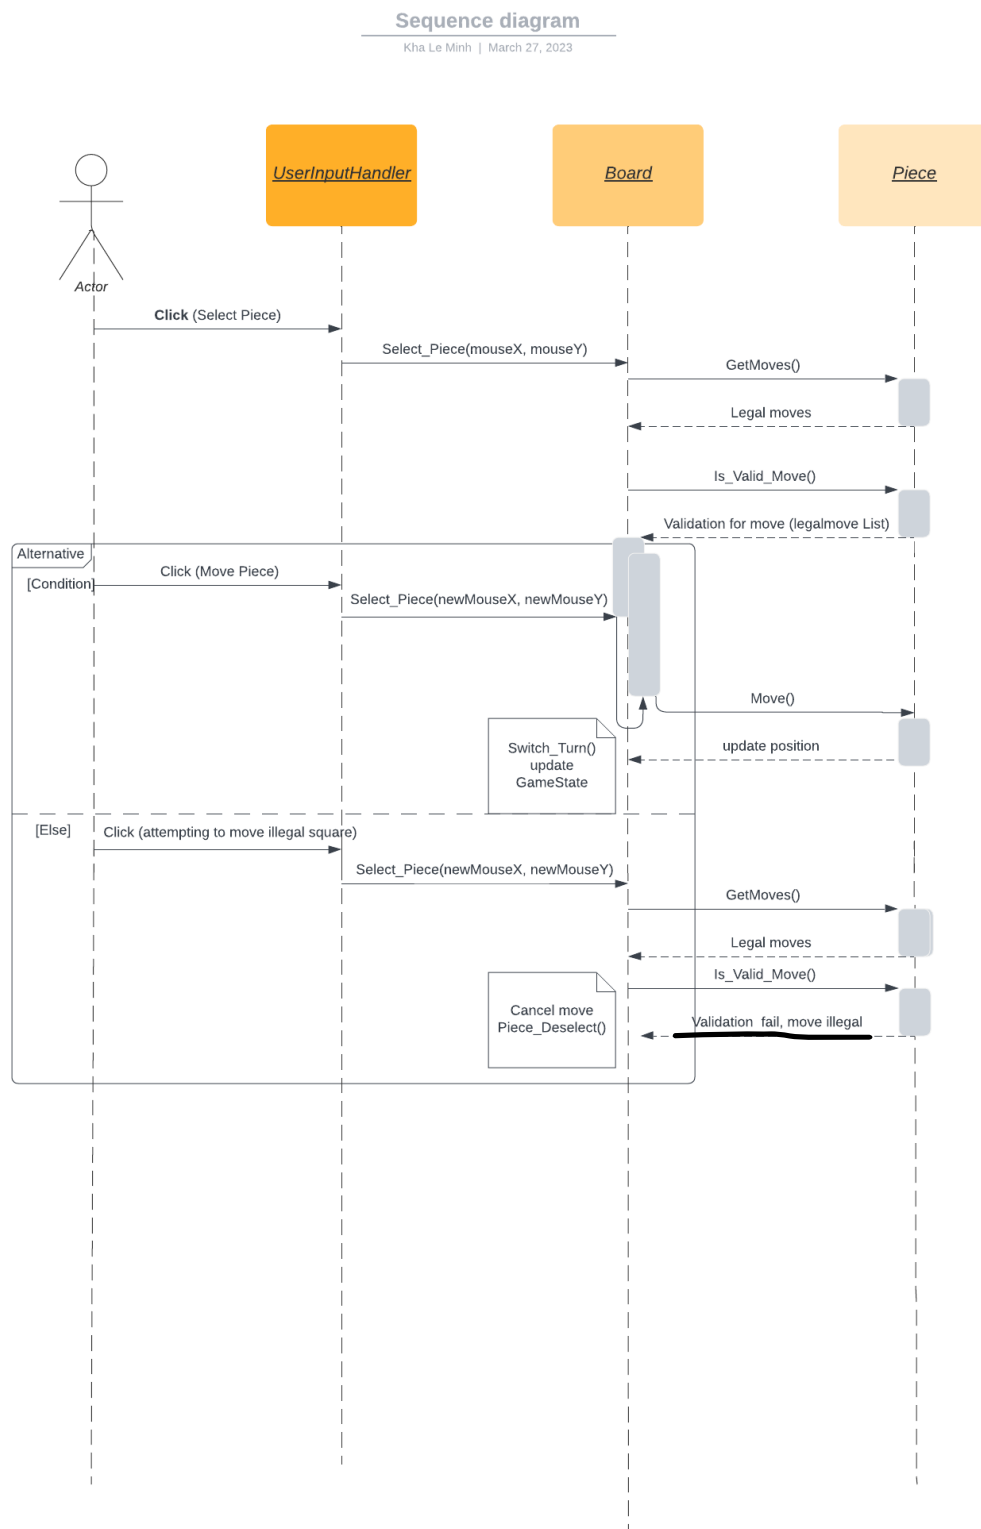 Sequence diagram
Kha Le Minh | March 27, 2023
UserInputHandler
Board
Piece
Actor
Click (Select Piece)
Select_Piece(mouseX, mouseY)
GetMoves()
Legal moves
Is_Valid_Move()
Validation for move (legalmove List)
Alternative
[Condition]
Click (Move Piece)
Select_Piece(newMouseX, newMouseY)
Move()
Switch_Turn()
update
GameState
update position
[Else]
Click (attempting to move illegal square)
Select_Piece(newMouseX, newMouseY)
GetMoves()
Legal moves
Is_Valid_Move()
Cancel move
Piece_Deselect()
Validation fail, move illegal